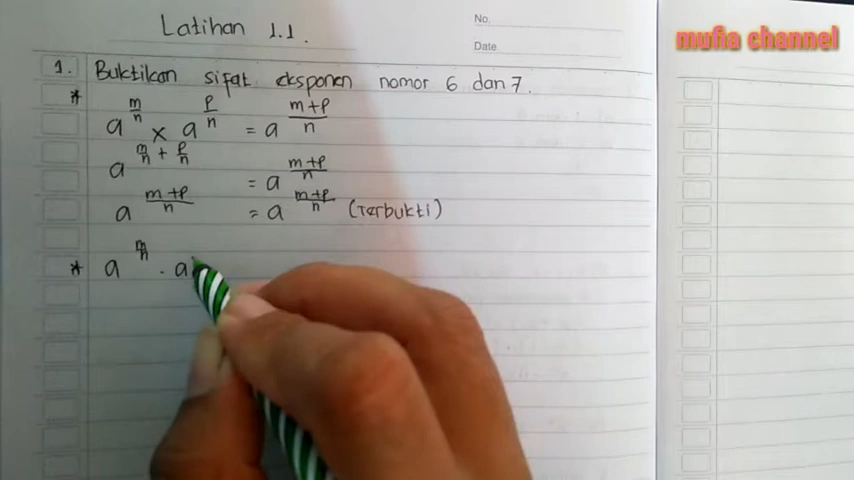 Latihan 1.1.
No.
Date
mufia channel
1. Buktikan sifat eksponen nomor 6 dan 7.
* a^(m/n) × a^(p/n) = a^((m+p)/n)
a^(m/n + p/n) = a^((m+p)/n)
a^((m+p)/n) = a^((m+p)/n) (Terbukti)
* a^(m/n) . a